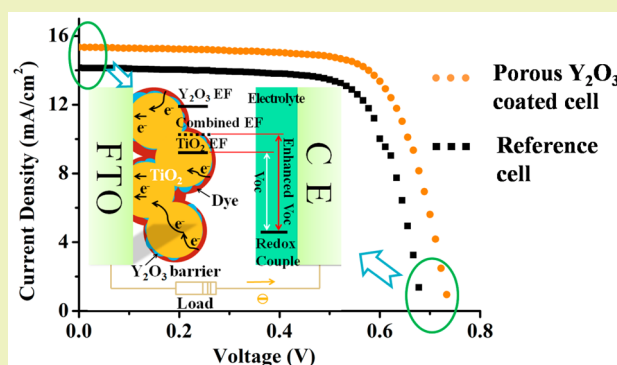 Current Density (mA/cm²)
16
12
8
4
0
0.0
0.2
0.4
0.6
0.8
Voltage (V)
Porous Y₂O₃
coated cell
Reference
cell
FTO
Y₂O₃ EF
Combined EF
TiO₂ EF
TiO₂
e⁻
e⁻
e⁻
e⁻
e⁻
e⁻
Dye
Y₂O₃ barrier
Electrolyte
Voc
Enhanced Voc
Redox
Couple
CE
Load